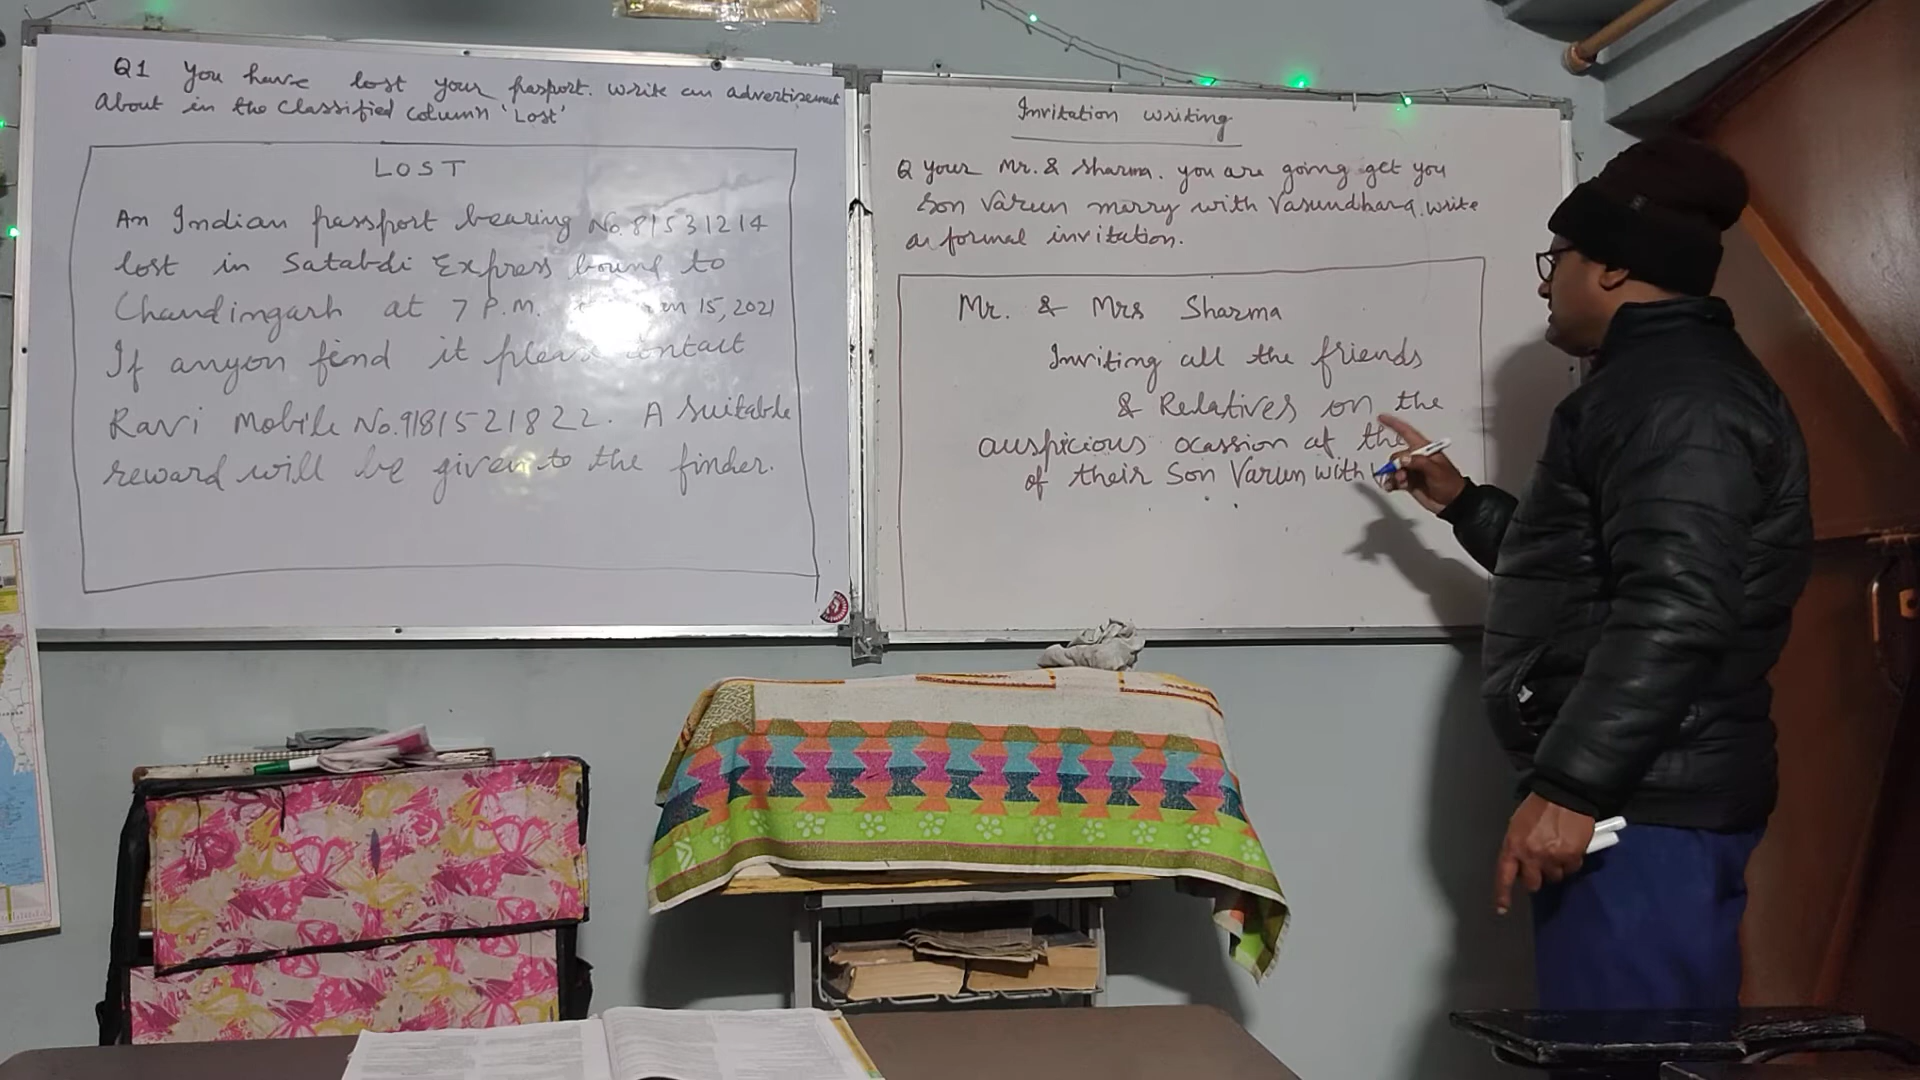 Q1 You have lost your passport. write an advertisement
About in the Classified column 'Lost'
LOST
An Indian passport bearing No. 81531214
lost in Satabdi Express bound to
Chandingarh at 7 P.M. 15, 2021
If anyon find it please contact
Ravi Mobile No. 9181521822. A suitable
reward will be given to the finder.
Invitation writing
Q Your Mr. & Sharma. you are going get you
Son Varun marry with Vasundhara. write
a formal invitation.
Mr. & Mrs Sharma
Inviting all the friends
& Relatives on the
auspicious ocassion at the
of their Son Varun with